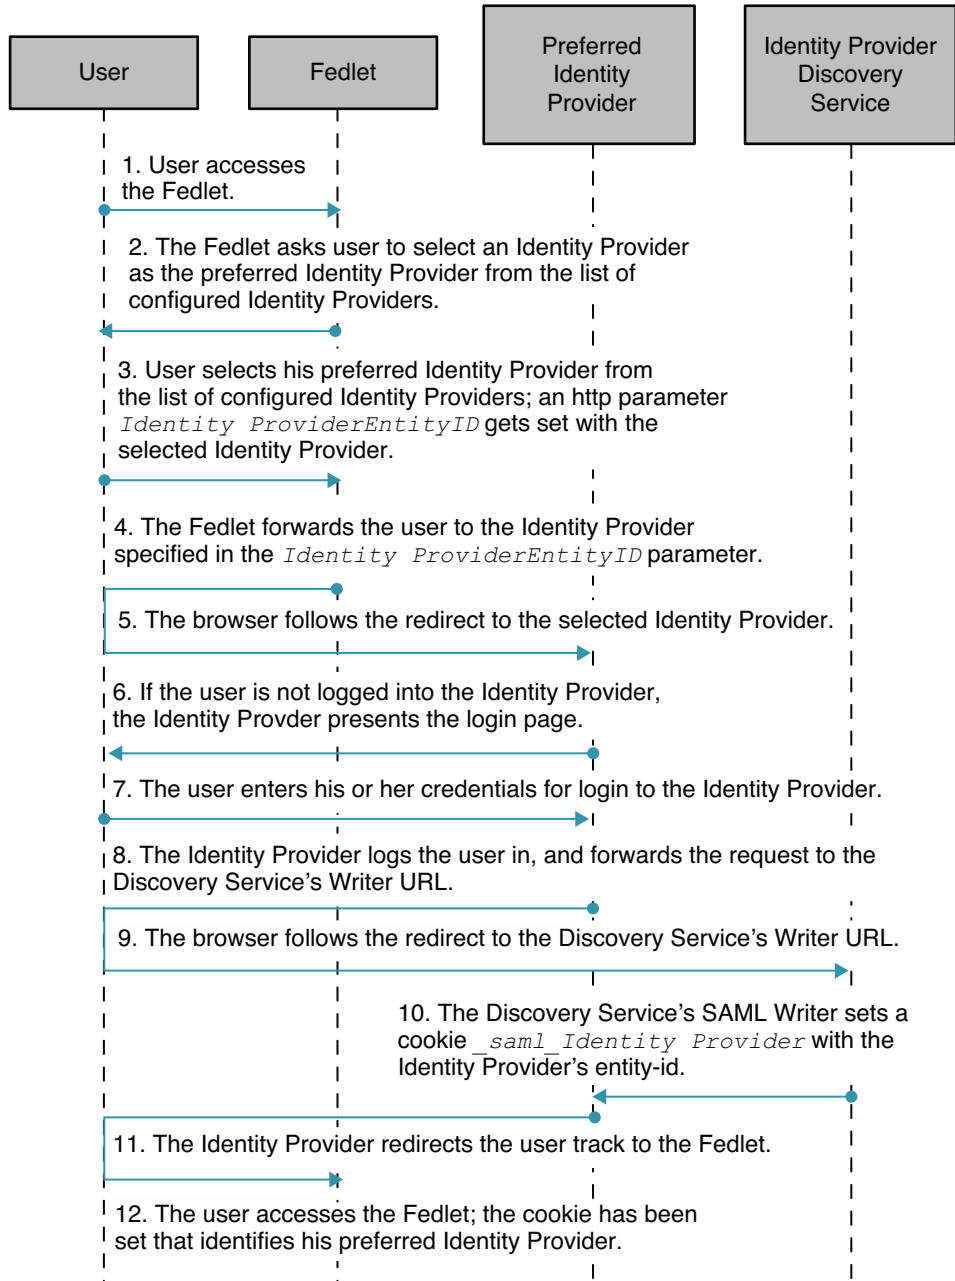 User
Fedlet
Preferred
Identity
Provider
Identity Provider
Discovery
Service
1. User accesses
the Fedlet.
2. The Fedlet asks user to select an Identity Provider
as the preferred Identity Provider from the list of
configured Identity Providers.
3. User selects his preferred Identity Provider from
the list of configured Identity Providers; an http parameter
Identity ProviderEntityID gets set with the
selected Identity Provider.
4. The Fedlet forwards the user to the Identity Provider
specified in the Identity ProviderEntityID parameter.
5. The browser follows the redirect to the selected Identity Provider.
6. If the user is not logged into the Identity Provider,
the Identity Provder presents the login page.
7. The user enters his or her credentials for login to the Identity Provider.
8. The Identity Provider logs the user in, and forwards the request to the
Discovery Service's Writer URL.
9. The browser follows the redirect to the Discovery Service's Writer URL.
10. The Discovery Service's SAML Writer sets a
cookie _saml_Identity Provider with the
Identity Provider's entity-id.
11. The Identity Provider redirects the user track to the Fedlet.
12. The user accesses the Fedlet; the cookie has been
set that identifies his preferred Identity Provider.